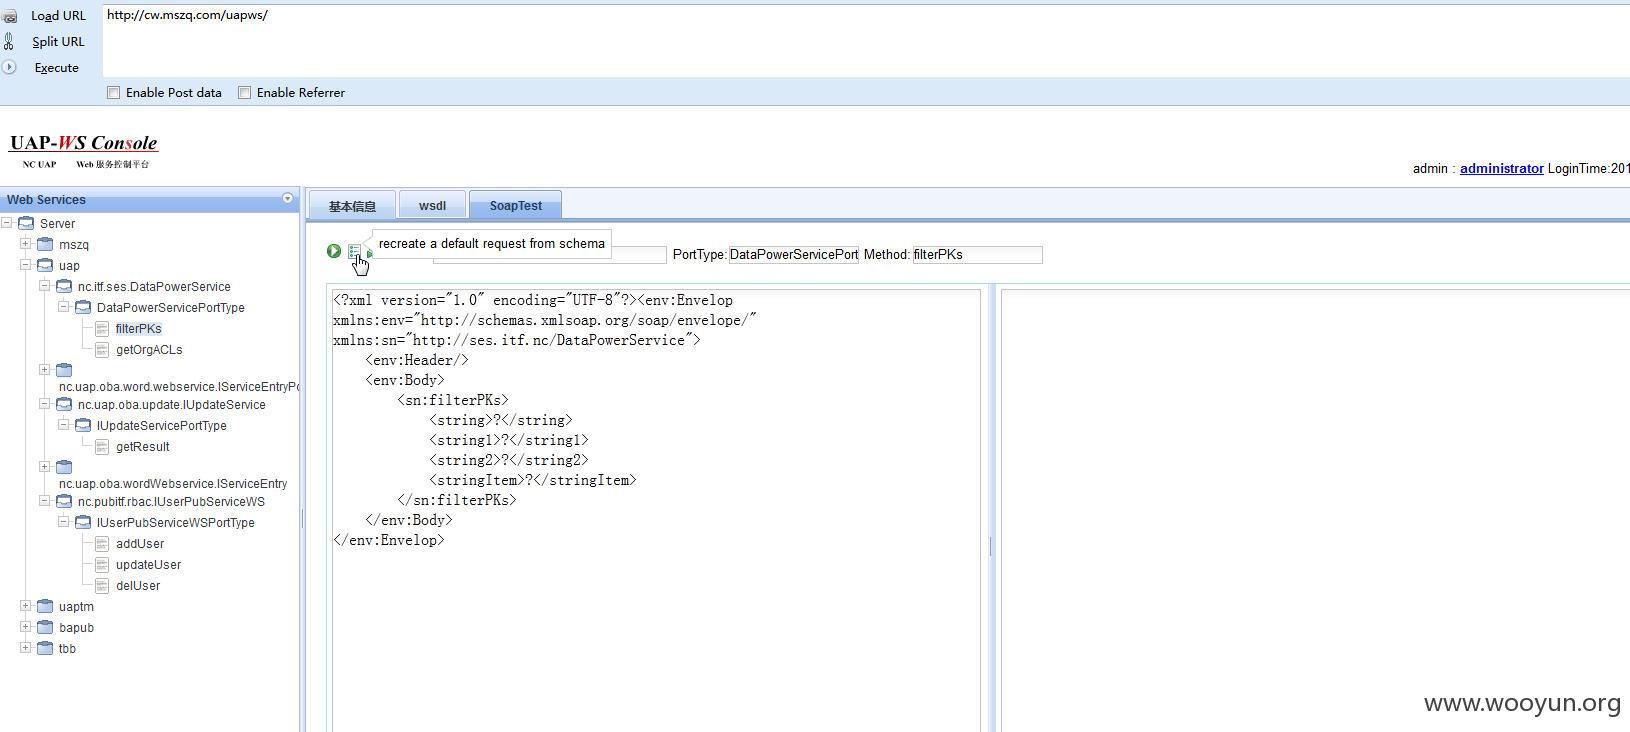 Load URL
http://cw.mszq.com/uapws/
Split URL
Execute
Enable Post data
Enable Referrer
UAP-WS Console
NC UAP Web 服务控制平台
admin : administrator LoginTime:201
Web Services
基本信息
wsdl
SoapTest
Server
mszq
uap
nc.itf.ses.DataPowerService
DataPowerServicePortType
filterPKs
getOrgACLs
nc.uap.oba.word.webservice.IServiceEntryPo
nc.uap.oba.update.IUpdateService
IUpdateServicePortType
getResult
nc.uap.oba.wordWebservice.IServiceEntry
nc.pubitf.rbac.IUserPubServiceWS
IUserPubServiceWSPortType
addUser
updateUser
delUser
uaptm
bapub
tbb
recreate a default request from schema
PortType: DataPowerServicePort Method: filterPKs
<?xml version="1.0" encoding="UTF-8"?><env:Envelop
xmlns:env="http://schemas.xmlsoap.org/soap/envelope/"
xmlns:sn="http://ses.itf.nc/DataPowerService">
<env:Header/>
<env:Body>
<sn:filterPKs>
<string>?</string>
<string1>?</string1>
<string2>?</string2>
<stringItem>?</stringItem>
</sn:filterPKs>
</env:Body>
</env:Envelop>
www.wooyun.org